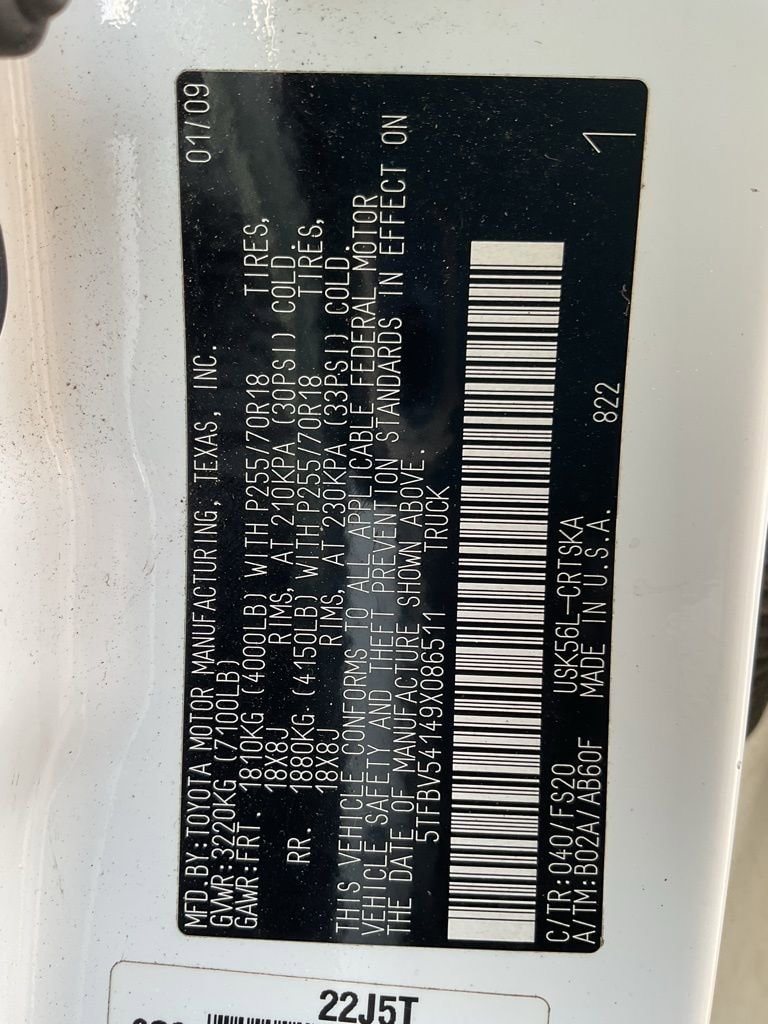 MFD.BY:TOYOTA MOTOR MANUFACTURING, TEXAS, INC. 01/09
GVWR:3220KG (7100LB)
GAWR:FRT. 1810KG (4000LB) WITH P255/70R18 TIRES,
18X8J RIMS, AT 210KPA (30PSI) COLD.
RR. 1880KG (4150LB) WITH P255/70R18 TIRES,
18X8J RIMS, AT 230KPA (33PSI) COLD.
THIS VEHICLE CONFORMS TO ALL APPLICABLE FEDERAL MOTOR
VEHICLE SAFETY AND THEFT PREVENTION STANDARDS IN EFFECT ON
THE DATE OF MANUFACTURE SHOWN ABOVE.
5TFBV54149X086511 TRUCK
C/TR:040/FS20 USK56L-CRTSKA
A/TM:B02A/AB60F MADE IN U.S.A. 822 1
22J5T